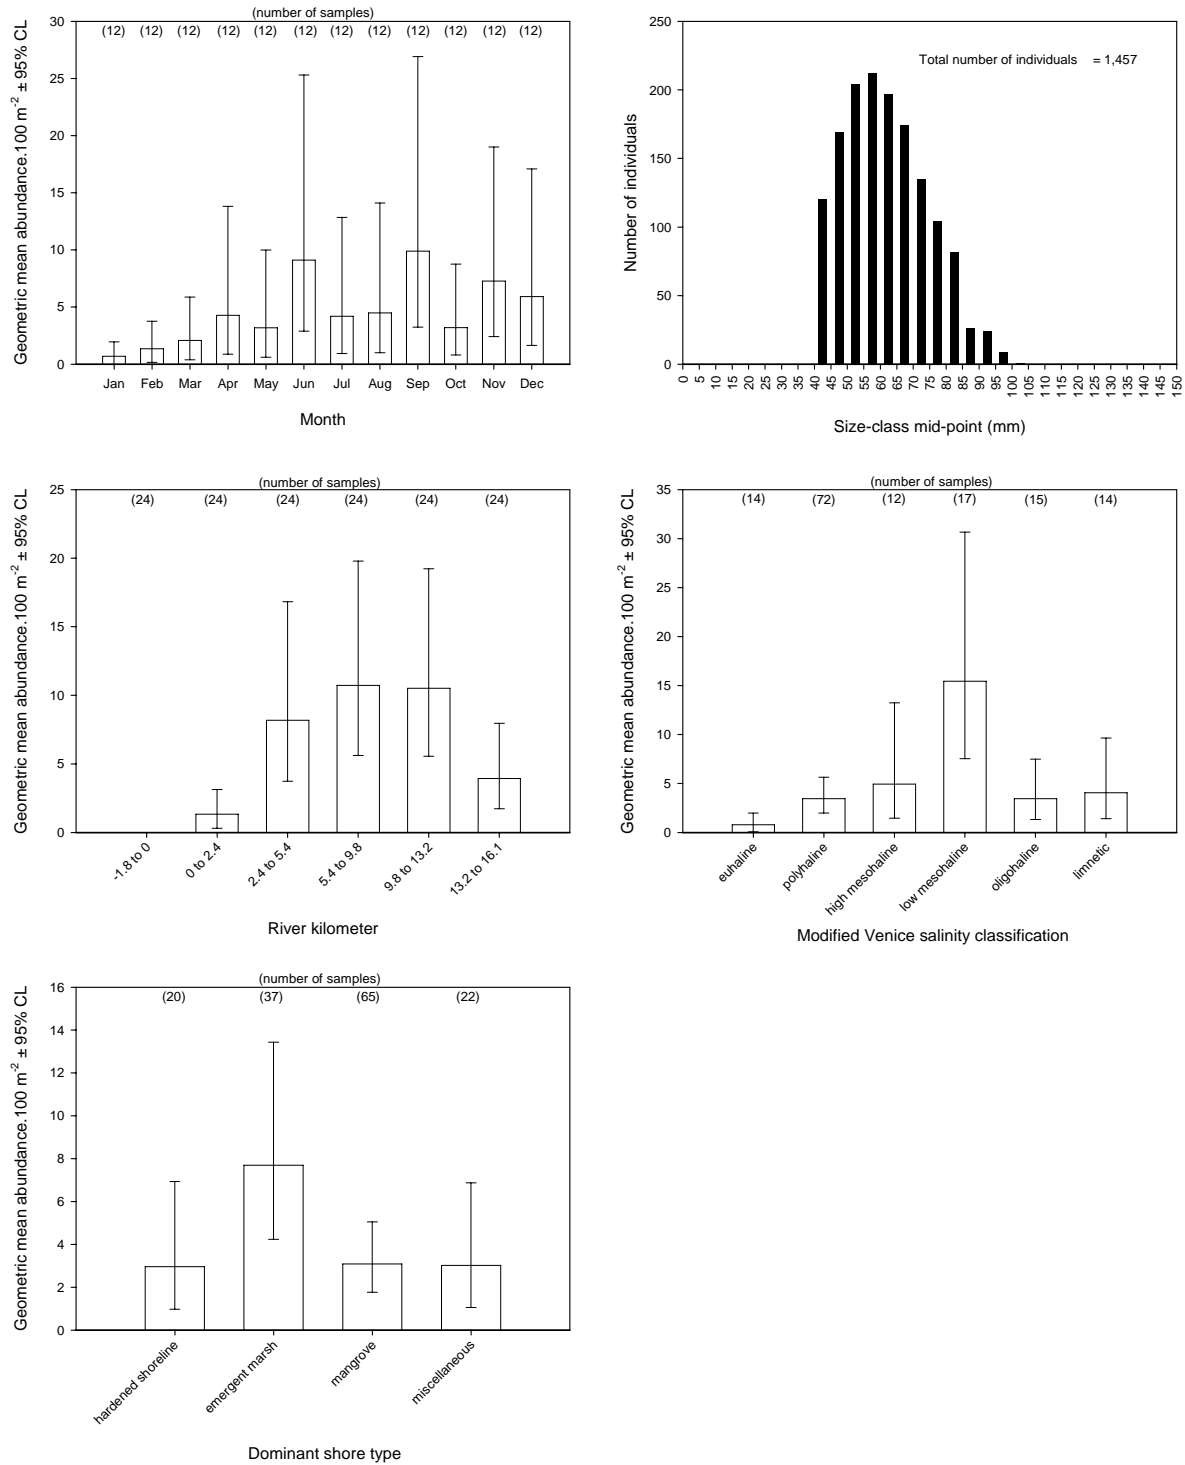 (number of samples)
(12) (12) (12) (12) (12) (12) (12) (12) (12) (12) (12) (12)
Geometric mean abundance.100 m-2 ± 95% CL
30
25
20
15
10
5
0
Jan Feb Mar Apr May Jun Jul Aug Sep Oct Nov Dec
Month
Number of individuals
250
200
150
100
50
0
Total number of individuals = 1,457
0 5 10 15 20 25 30 35 40 45 50 55 60 65 70 75 80 85 90 95 100 105 110 115 120 125 130 135 140 145 150
Size-class mid-point (mm)
(number of samples)
(24) (24) (24) (24) (24) (24)
Geometric mean abundance.100 m-2 ± 95% CL
25
20
15
10
5
0
-1.8 to 0 0 to 2.4 2.4 to 5.4 5.4 to 9.8 9.8 to 13.2 13.2 to 16.1
River kilometer
(number of samples)
(14) (72) (12) (17) (15) (14)
Geometric mean abundance.100 m-2 ± 95% CL
35
30
25
20
15
10
5
0
euhaline polyhaline high mesohaline low mesohaline oligohaline limnetic
Modified Venice salinity classification
(number of samples)
(20) (37) (65) (22)
Geometric mean abundance.100 m-2 ± 95% CL
16
14
12
10
8
6
4
2
0
hardened shoreline emergent marsh mangrove miscellaneous
Dominant shore type